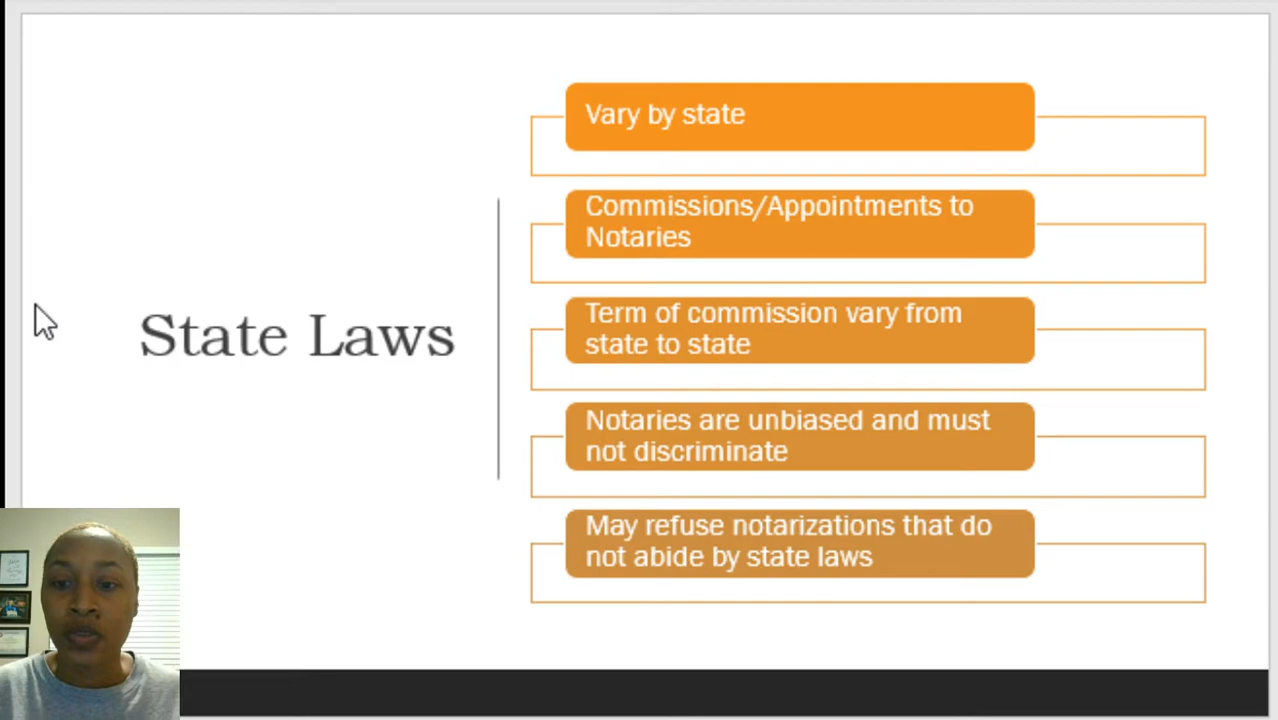 State Laws
Vary by state
Commissions/Appointments to
Notaries
Term of commission vary from
state to state
Notaries are unbiased and must
not discriminate
May refuse notarizations that do
not abide by state laws